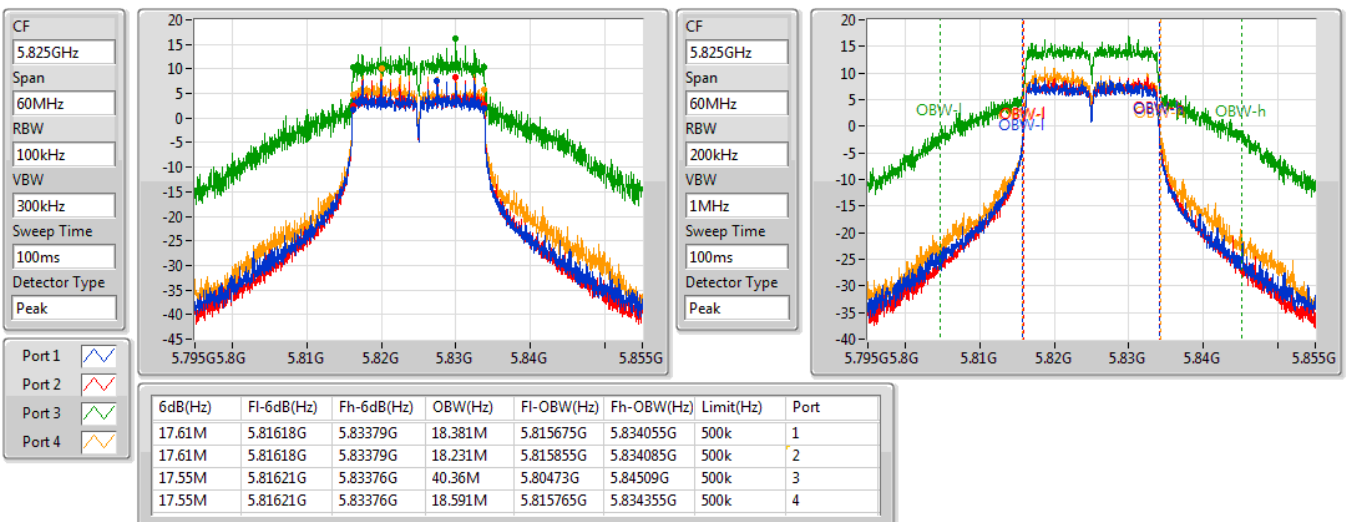 CF
5.825GHz
Span
60MHz
RBW
100kHz
VBW
300kHz
Sweep Time
100ms
Detector Type
Peak
20
15
10
5
0
-5
-10
-15
-20
-25
-30
-35
-40
-45
5.795G 5.8G 5.81G 5.82G 5.83G 5.84G 5.855G
CF
5.825GHz
Span
60MHz
RBW
200kHz
VBW
1MHz
Sweep Time
100ms
Detector Type
Peak
20
15
10
5
0
-5
-10
-15
-20
-25
-30
-35
-40
OBW-l OBW-l OBW-h
OBW-l
5.795G 5.8G 5.81G 5.82G 5.83G 5.84G 5.855G
Port 1
Port 2
Port 3
Port 4
6dB(Hz) Fl-6dB(Hz) Fh-6dB(Hz) OBW(Hz) Fl-OBW(Hz) Fh-OBW(Hz) Limit(Hz) Port
17.61M 5.81618G 5.83379G 18.381M 5.815675G 5.834055G 500k 1
17.61M 5.81618G 5.83379G 18.231M 5.815855G 5.834085G 500k 2
17.55M 5.81621G 5.83376G 40.36M 5.80473G 5.84509G 500k 3
17.55M 5.81621G 5.83376G 18.591M 5.815765G 5.834355G 500k 4